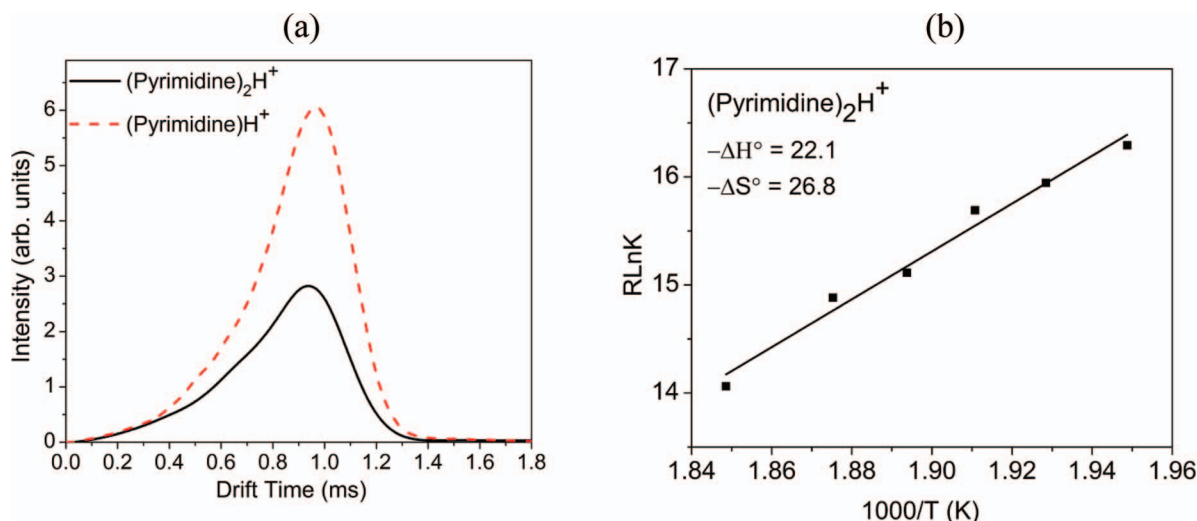 (a)
(Pyrimidine)₂H⁺
(Pyrimidine)H⁺
Intensity (arb. units)
6
5
4
3
2
1
0
0.0 0.2 0.4 0.6 0.8 1.0 1.2 1.4 1.6 1.8
Drift Time (ms)
(b)
(Pyrimidine)₂H⁺
−ΔH° = 22.1
−ΔS° = 26.8
RLnK
17
16
15
14
1.84 1.86 1.88 1.90 1.92 1.94 1.96
1000/T (K)